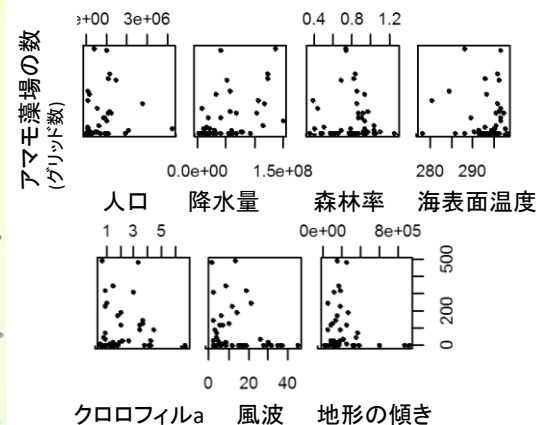 e+00 3e+06
0.4 0.8 1.2
アマモ藻場の数
(グリッド数)
0.0e+00 1.5e+08
280 290
人口 降水量 森林率 海表面温度
1 3 5
0e+00 8e+05
0 200 500
0 20 40
クロロフィルa 風波 地形の傾き